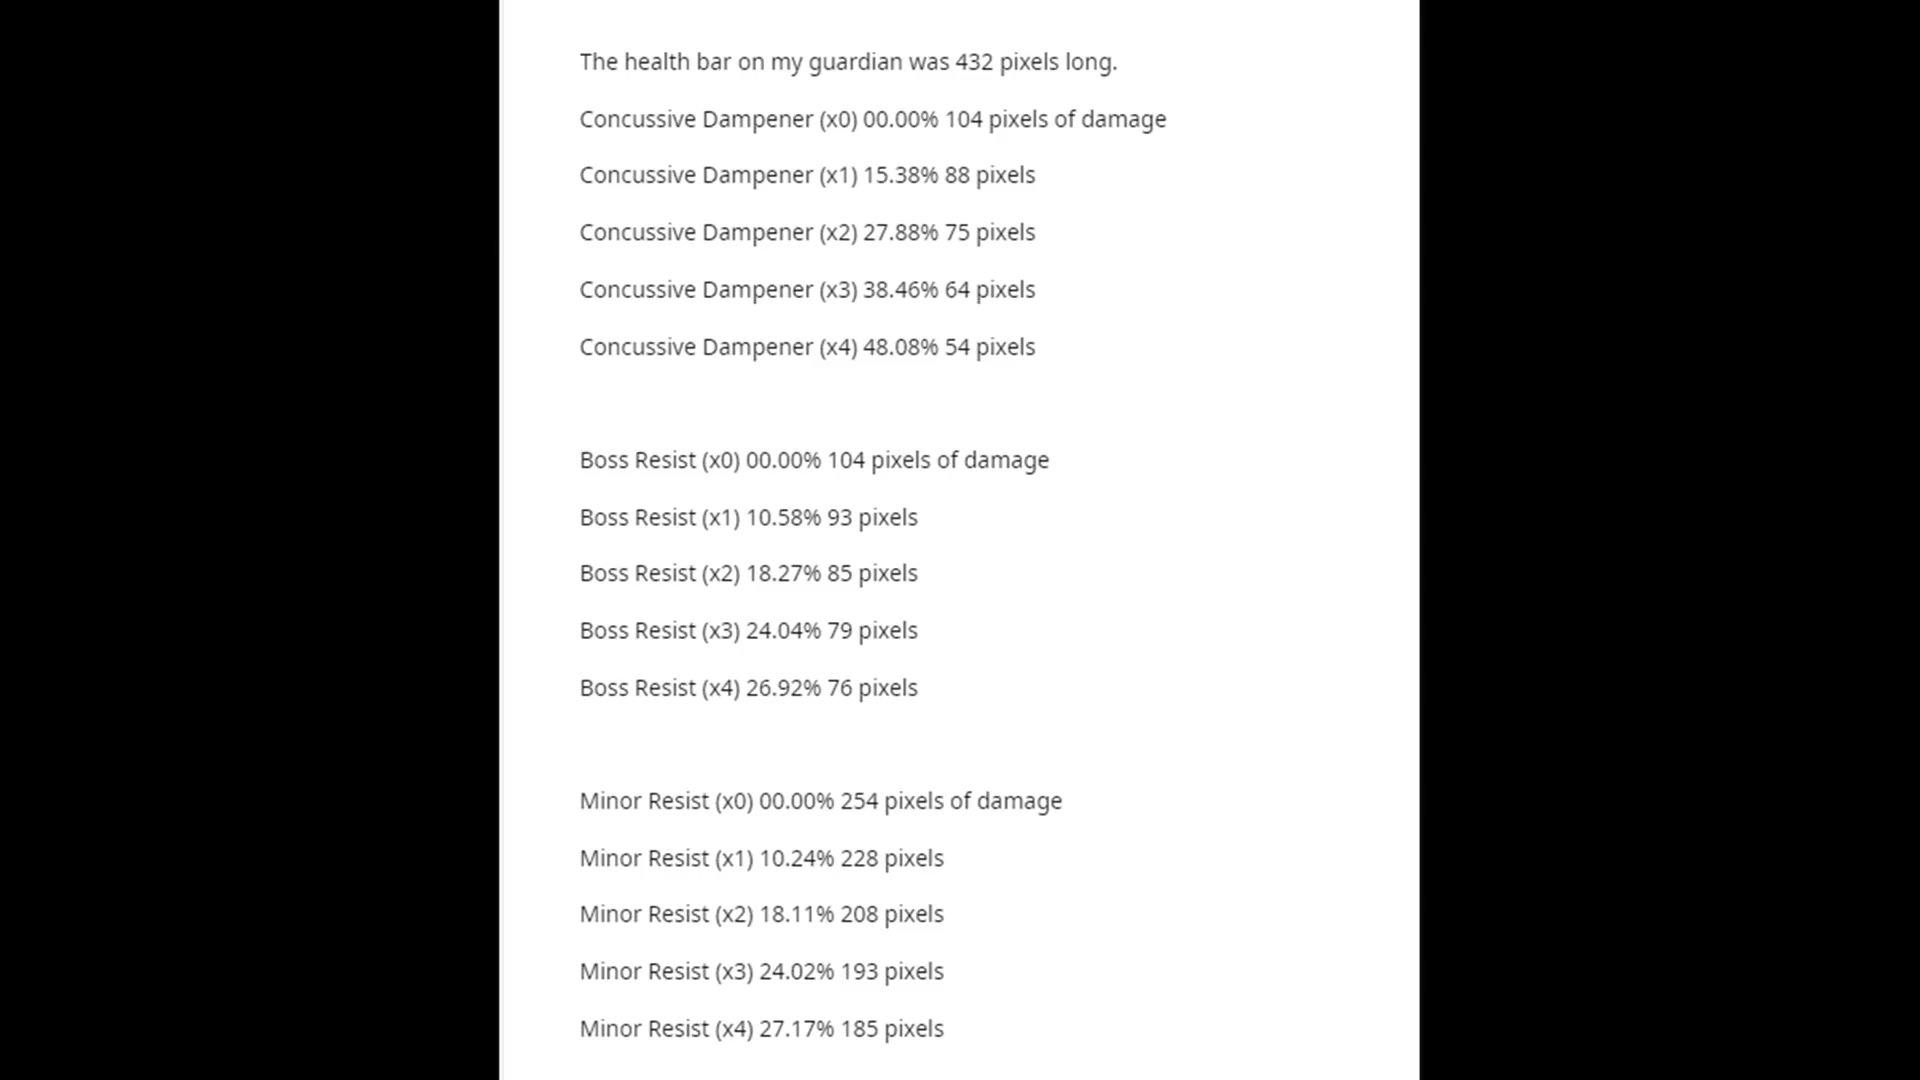 The health bar on my guardian was 432 pixels long.
Concussive Dampener (x0) 00.00% 104 pixels of damage
Concussive Dampener (x1) 15.38% 88 pixels
Concussive Dampener (x2) 27.88% 75 pixels
Concussive Dampener (x3) 38.46% 64 pixels
Concussive Dampener (x4) 48.08% 54 pixels
Boss Resist (x0) 00.00% 104 pixels of damage
Boss Resist (x1) 10.58% 93 pixels
Boss Resist (x2) 18.27% 85 pixels
Boss Resist (x3) 24.04% 79 pixels
Boss Resist (x4) 26.92% 76 pixels
Minor Resist (x0) 00.00% 254 pixels of damage
Minor Resist (x1) 10.24% 228 pixels
Minor Resist (x2) 18.11% 208 pixels
Minor Resist (x3) 24.02% 193 pixels
Minor Resist (x4) 27.17% 185 pixels